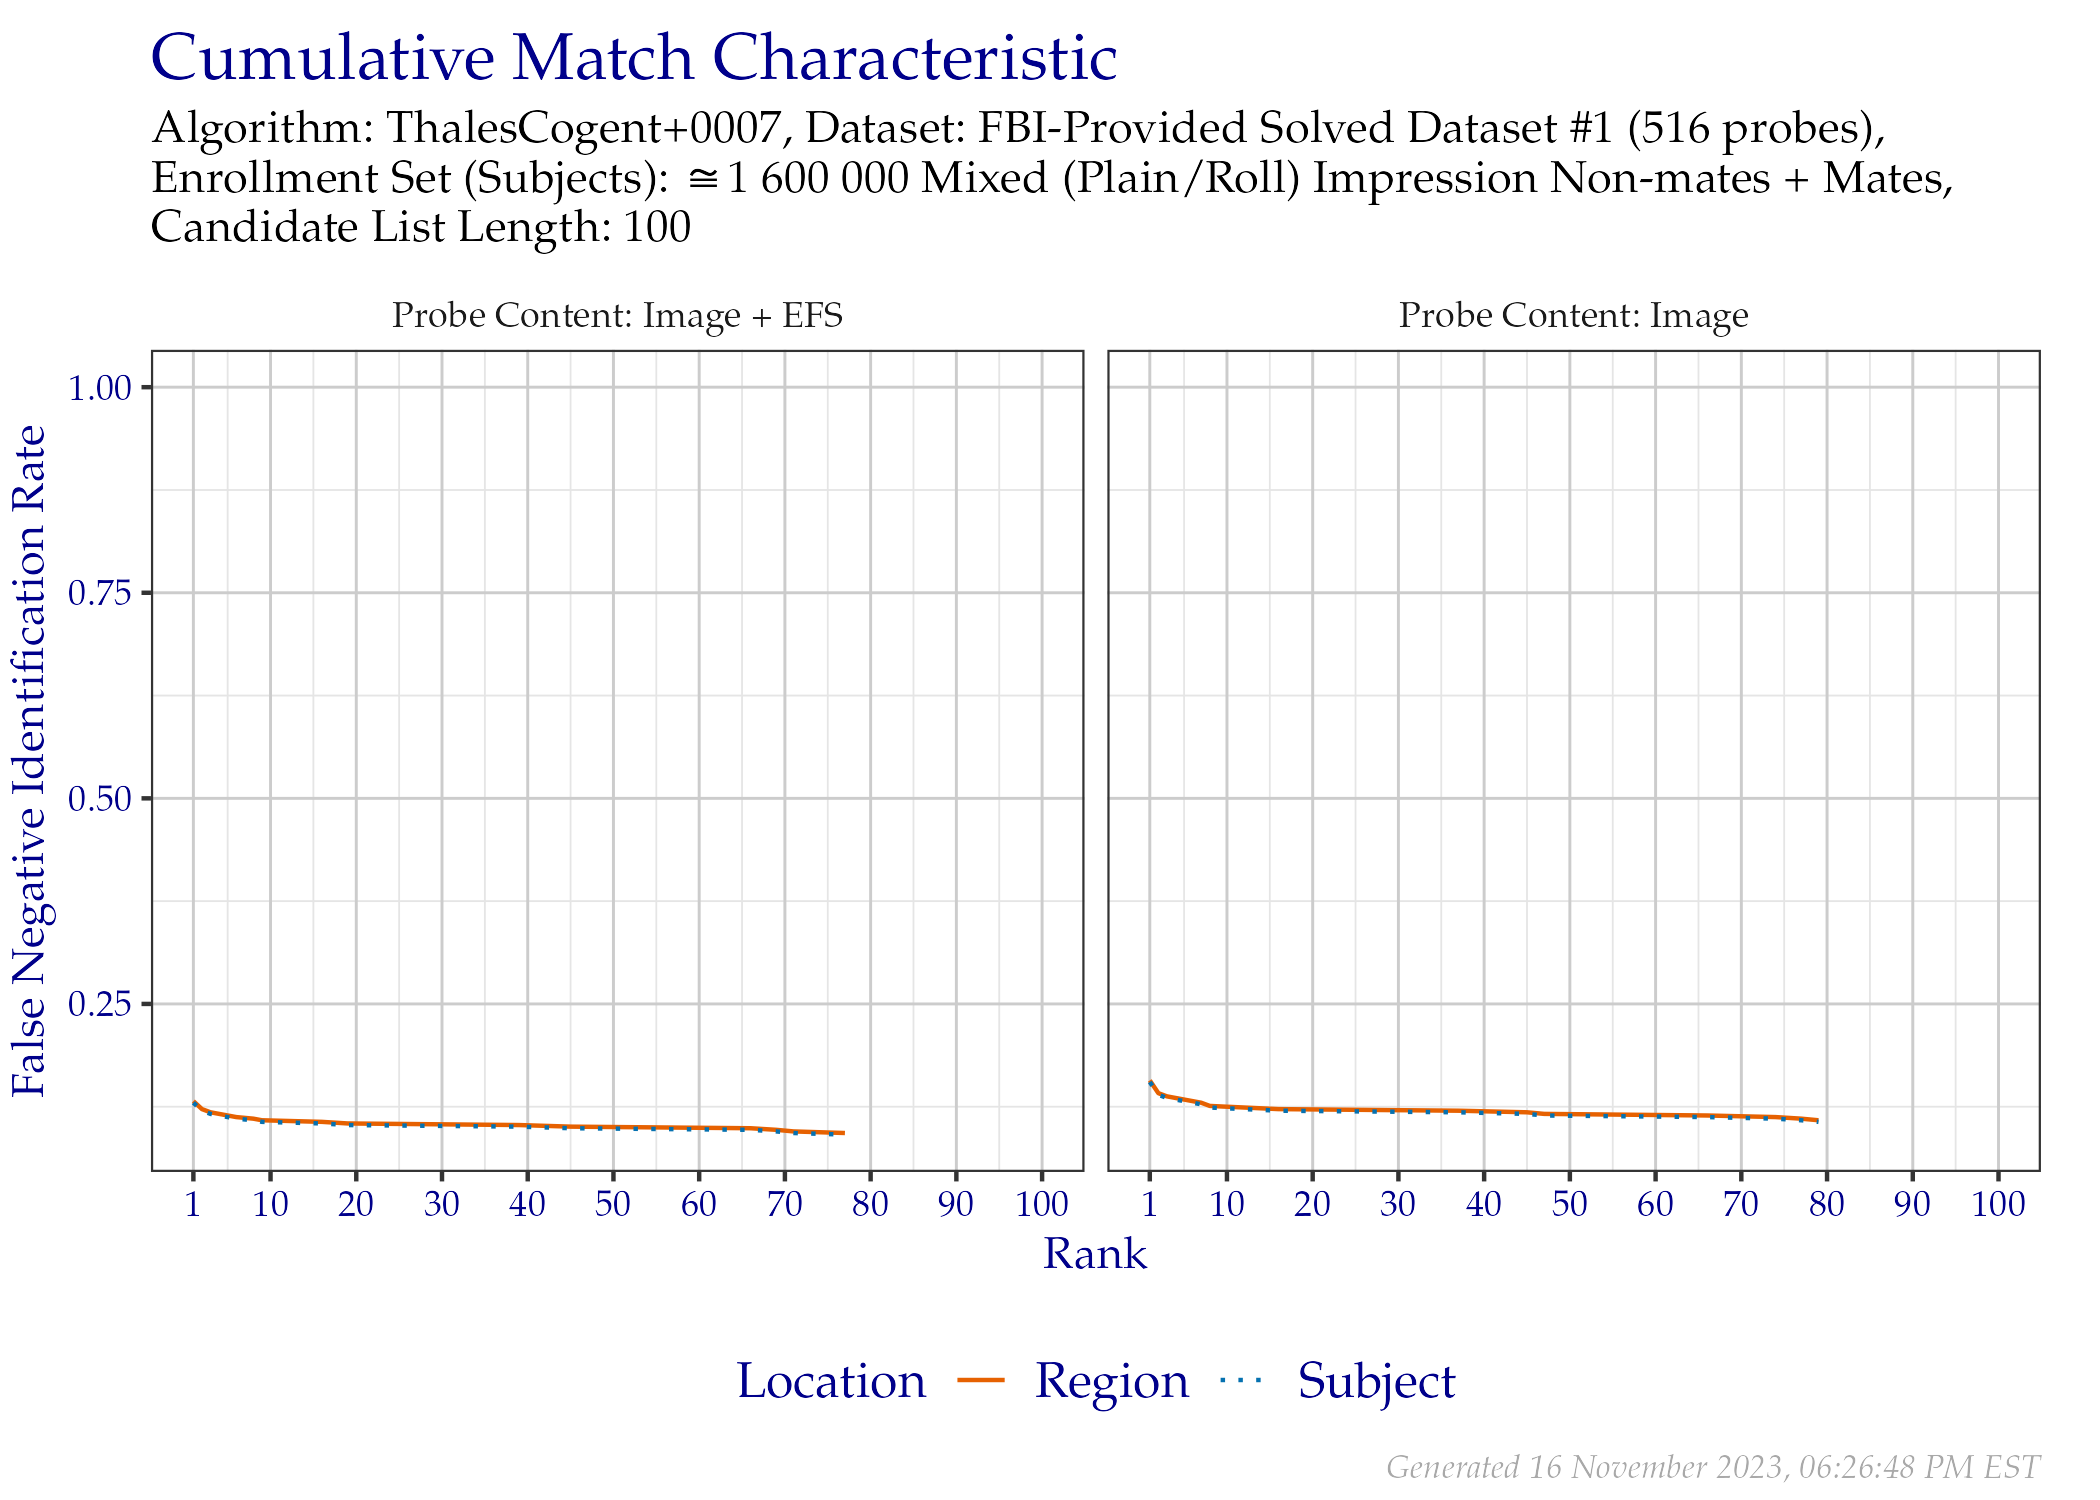 Cumulative Match Characteristic
Algorithm: ThalesCogent+0007, Dataset: FBI-Provided Solved Dataset #1 (516 probes),
Enrollment Set (Subjects): ≅1 600 000 Mixed (Plain/Roll) Impression Non-mates + Mates,
Candidate List Length: 100
Probe Content: Image + EFS
Probe Content: Image
False Negative Identification Rate
1.00
0.75
0.50
0.25
1 10 20 30 40 50 60 70 80 90 100
1 10 20 30 40 50 60 70 80 90 100
Rank
Location Region Subject
Generated 16 November 2023, 06:26:48 PM EST